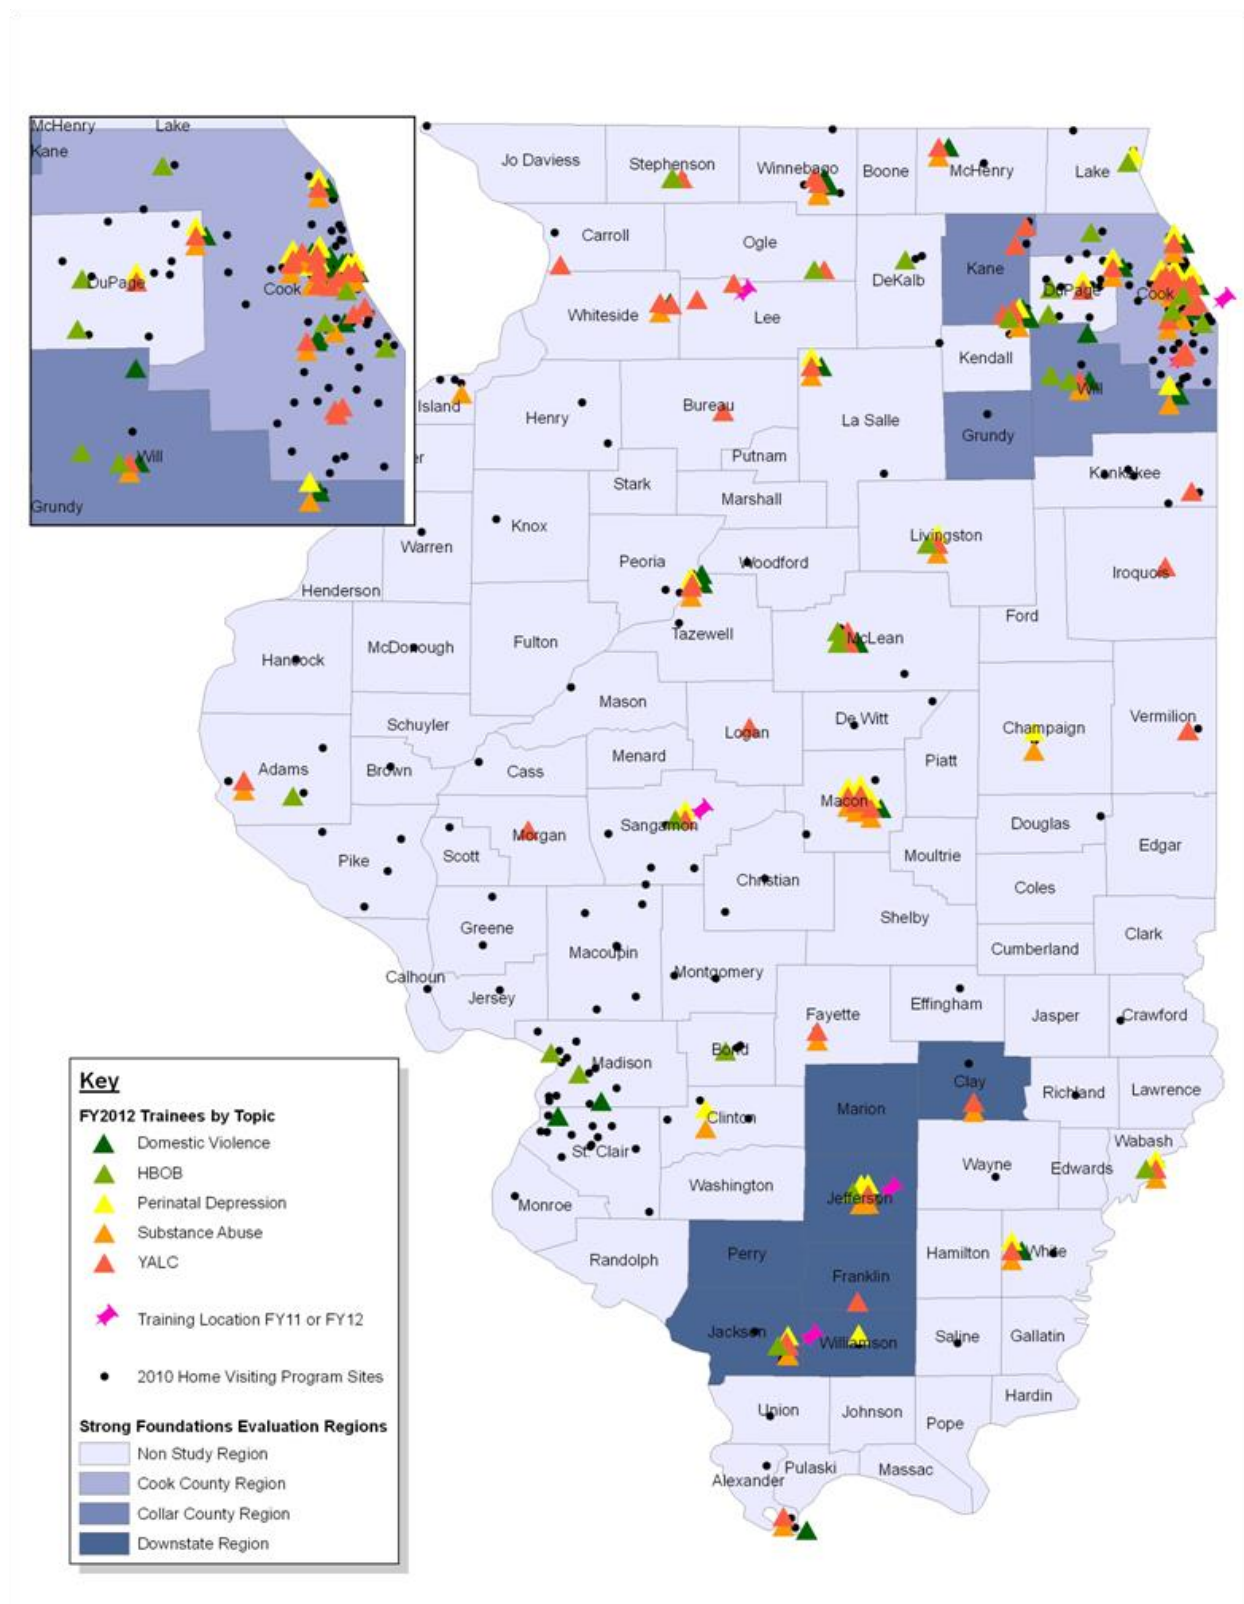 McHenry
Lake
Kane
DuPage
Cook
Will
Grundy
Jo Daviess
Stephenson
Winnebago
Boone
McHenry
Lake
Carroll
Ogle
DeKalb
Kane
DuPage
Cook
Whiteside
Lee
Kendall
Will
Island
Henry
Bureau
La Salle
Grundy
Putnam
er
Stark
Marshall
Kankakee
Knox
Warren
Peoria
Woodford
Livingston
Iroquois
Henderson
Ford
Hancock
McDonough
Fulton
Tazewell
McLean
Mason
Schuyler
Logan
De Witt
Champaign
Vermilion
Adams
Brown
Cass
Menard
Piatt
Macon
Pike
Scott
Morgan
Sangamon
Christian
Moultrie
Douglas
Edgar
Coles
Greene
Macoupin
Shelby
Cumberland
Clark
Calhoun
Jersey
Montgomery
Fayette
Effingham
Jasper
Crawford
Madison
Bond
Marion
Clay
Richland
Lawrence
Clinton
St. Clair
Wabash
Wayne
Edwards
Monroe
Washington
Jefferson
Randolph
Perry
Hamilton
White
Franklin
Jackson
Williamson
Saline
Gallatin
Union
Johnson
Pope
Hardin
Alexander
Pulaski
Massac
Key
FY2012 Trainees by Topic
Domestic Violence
HBOB
Perinatal Depression
Substance Abuse
YALC
Training Location FY11 or FY12
2010 Home Visiting Program Sites
Strong Foundations Evaluation Regions
Non Study Region
Cook County Region
Collar County Region
Downstate Region